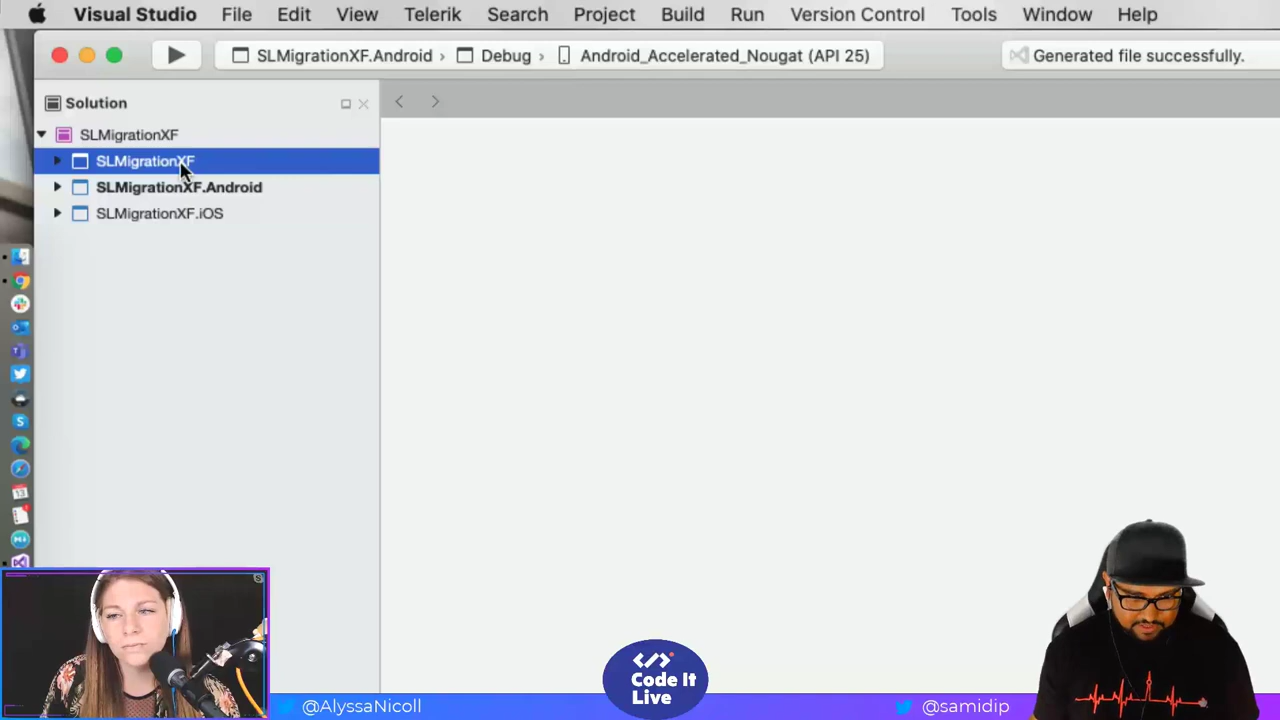 Visual Studio File Edit View Telerik Search Project Build Run Version Control Tools Window Help
SLMigrationXF.Android › Debug › Android_Accelerated_Nougat (API 25) Generated file successfully.
Solution
SLMigrationXF
SLMigrationXF
SLMigrationXF.Android
SLMigrationXF.iOS
13
</> Code It
Live
@AlyssaNicoll
@samidip